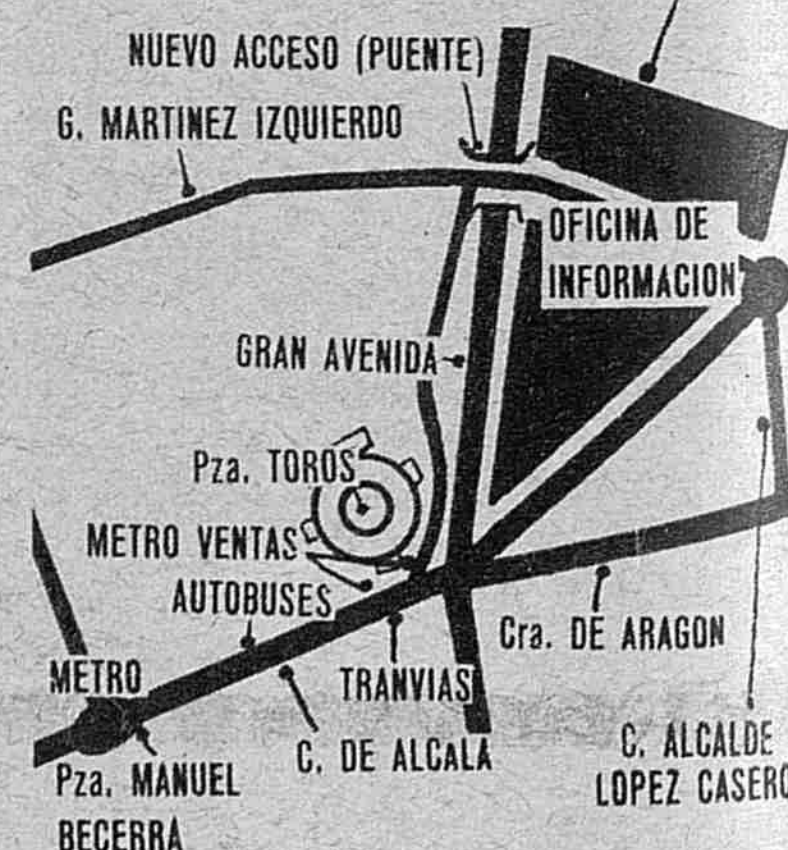 NUEVO ACCESO (PUENTE)
G. MARTINEZ IZQUIERDO
OFICINA DE
INFORMACION
GRAN AVENIDA
Pza. TOROS
METRO VENTAS
AUTOBUSES
Cra. DE ARAGON
METRO
TRANVIAS
C. DE ALCALA
C. ALCALDE
LOPEZ CASERO
Pza. MANUEL
BECERRA